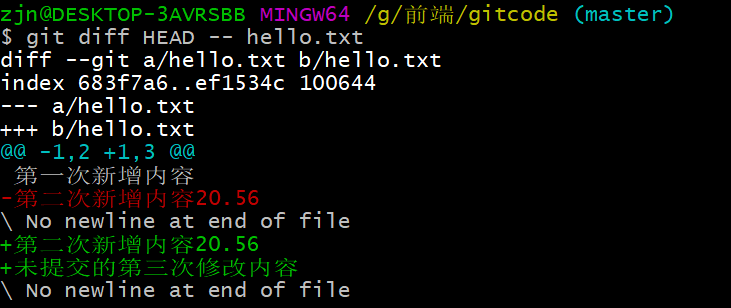 zjn@DESKTOP-3AVRSBB MINGW64 /g/前端/gitcode (master)
$ git diff HEAD -- hello.txt
diff --git a/hello.txt b/hello.txt
index 683f7a6..ef1534c 100644
--- a/hello.txt
+++ b/hello.txt
@@ -1,2 +1,3 @@
 第一次新增内容
-第二次新增内容20.56
\ No newline at end of file
+第二次新增内容20.56
+未提交的第三次修改内容
\ No newline at end of file